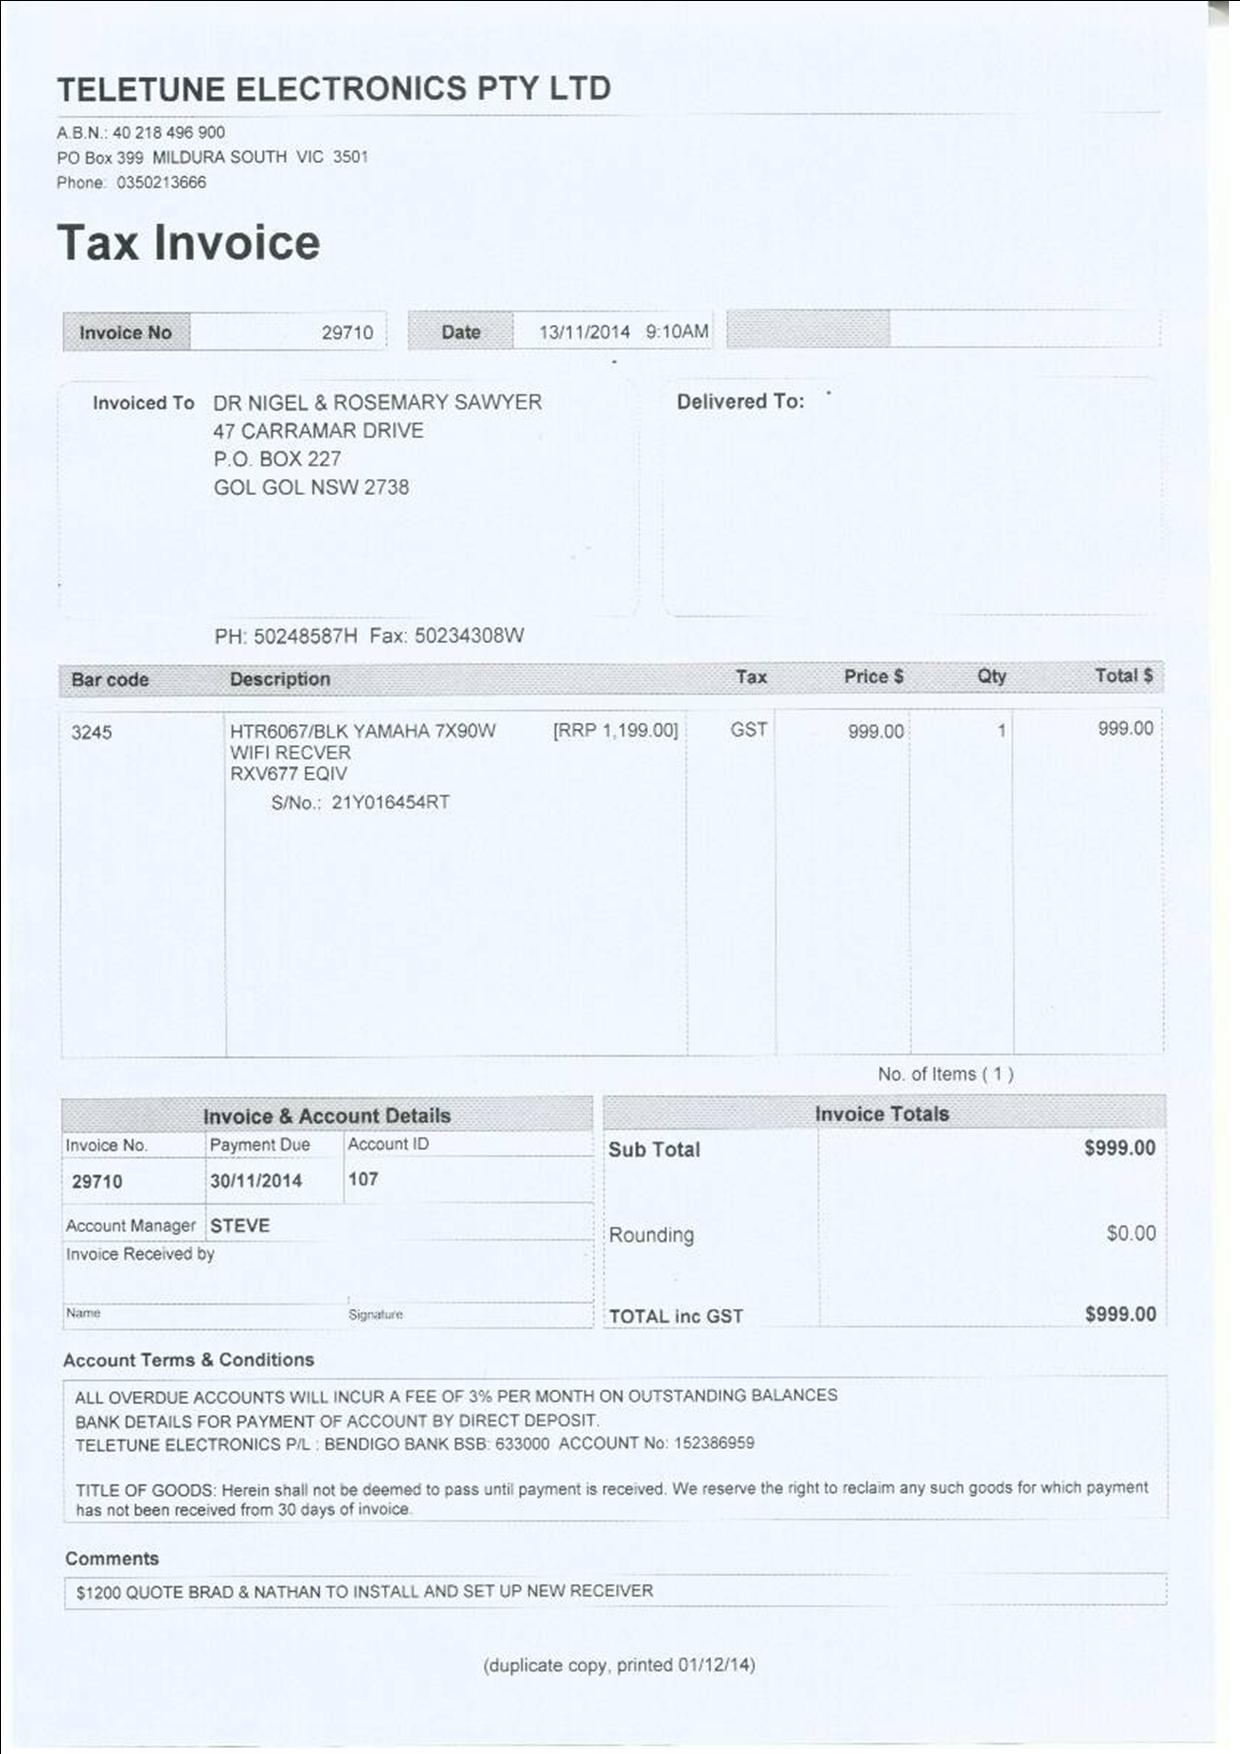 TELETUNE ELECTRONICS PTY LTD
A.B.N.: 40 218 496 900
PO Box 399 MILDURA SOUTH VIC 3501
Phone: 0350213666
Tax Invoice
Invoice No 29710 Date 13/11/2014 9:10AM
Invoiced To DR NIGEL & ROSEMARY SAWYER
47 CARRAMAR DRIVE
P.O. BOX 227
GOL GOL NSW 2738
Delivered To:
PH: 50248587H Fax: 50234308W
Bar code Description Tax Price $ Qty Total $
3245 HTR6067/BLK YAMAHA 7X90W [RRP 1,199.00] GST 999.00 1 999.00
WIFI RECVER
RXV677 EQIV
S/No.: 21Y016454RT
No. of Items ( 1 )
Invoice & Account Details
Invoice No. Payment Due Account ID
29710 30/11/2014 107
Account Manager STEVE
Invoice Received by
Name Signature
Invoice Totals
Sub Total $999.00
Rounding $0.00
TOTAL inc GST $999.00
Account Terms & Conditions
ALL OVERDUE ACCOUNTS WILL INCUR A FEE OF 3% PER MONTH ON OUTSTANDING BALANCES
BANK DETAILS FOR PAYMENT OF ACCOUNT BY DIRECT DEPOSIT.
TELETUNE ELECTRONICS P/L : BENDIGO BANK BSB: 633000 ACCOUNT No: 152386959
TITLE OF GOODS: Herein shall not be deemed to pass until payment is received. We reserve the right to reclaim any such goods for which payment
has not been received from 30 days of invoice.
Comments
$1200 QUOTE BRAD & NATHAN TO INSTALL AND SET UP NEW RECEIVER
(duplicate copy, printed 01/12/14)